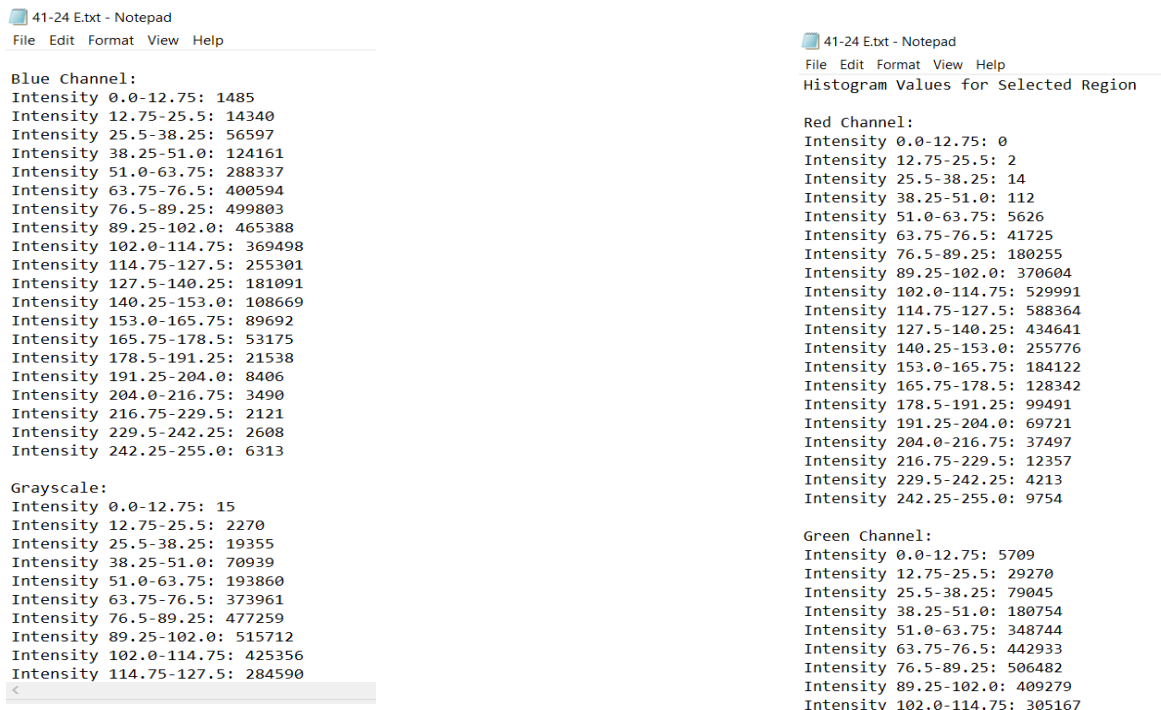 41-24 E.txt - Notepad
File Edit Format View Help
Blue Channel:
Intensity 0.0-12.75: 1485
Intensity 12.75-25.5: 14340
Intensity 25.5-38.25: 56597
Intensity 38.25-51.0: 124161
Intensity 51.0-63.75: 288337
Intensity 63.75-76.5: 400594
Intensity 76.5-89.25: 499803
Intensity 89.25-102.0: 465388
Intensity 102.0-114.75: 369498
Intensity 114.75-127.5: 255301
Intensity 127.5-140.25: 181091
Intensity 140.25-153.0: 108669
Intensity 153.0-165.75: 89692
Intensity 165.75-178.5: 53175
Intensity 178.5-191.25: 21538
Intensity 191.25-204.0: 8406
Intensity 204.0-216.75: 3490
Intensity 216.75-229.5: 2121
Intensity 229.5-242.25: 2608
Intensity 242.25-255.0: 6313
Grayscale:
Intensity 0.0-12.75: 15
Intensity 12.75-25.5: 2270
Intensity 25.5-38.25: 19355
Intensity 38.25-51.0: 70939
Intensity 51.0-63.75: 193860
Intensity 63.75-76.5: 373961
Intensity 76.5-89.25: 477259
Intensity 89.25-102.0: 515712
Intensity 102.0-114.75: 425356
Intensity 114.75-127.5: 284590
41-24 E.txt - Notepad
File Edit Format View Help
Histogram Values for Selected Region
Red Channel:
Intensity 0.0-12.75: 0
Intensity 12.75-25.5: 2
Intensity 25.5-38.25: 14
Intensity 38.25-51.0: 112
Intensity 51.0-63.75: 5626
Intensity 63.75-76.5: 41725
Intensity 76.5-89.25: 180255
Intensity 89.25-102.0: 370604
Intensity 102.0-114.75: 529991
Intensity 114.75-127.5: 588364
Intensity 127.5-140.25: 434641
Intensity 140.25-153.0: 255776
Intensity 153.0-165.75: 184122
Intensity 165.75-178.5: 128342
Intensity 178.5-191.25: 99491
Intensity 191.25-204.0: 69721
Intensity 204.0-216.75: 37497
Intensity 216.75-229.5: 12357
Intensity 229.5-242.25: 4213
Intensity 242.25-255.0: 9754
Green Channel:
Intensity 0.0-12.75: 5709
Intensity 12.75-25.5: 29270
Intensity 25.5-38.25: 79045
Intensity 38.25-51.0: 180754
Intensity 51.0-63.75: 348744
Intensity 63.75-76.5: 442933
Intensity 76.5-89.25: 506482
Intensity 89.25-102.0: 409279
Intensity 102.0-114.75: 305167